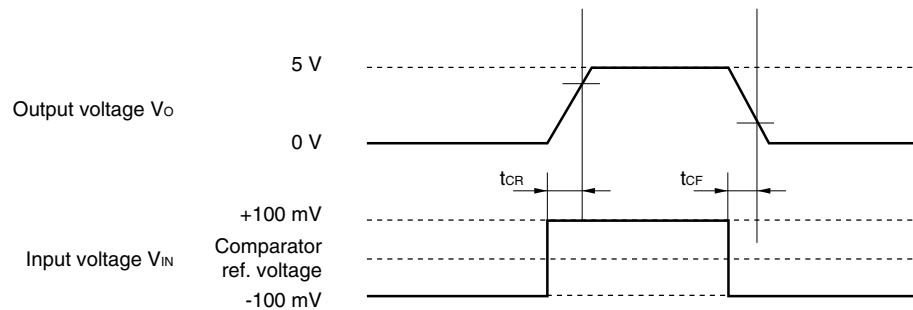 5 V
Output voltage VO
0 V
tCR
tCF
+100 mV
Input voltage VIN
Comparator
ref. voltage
-100 mV